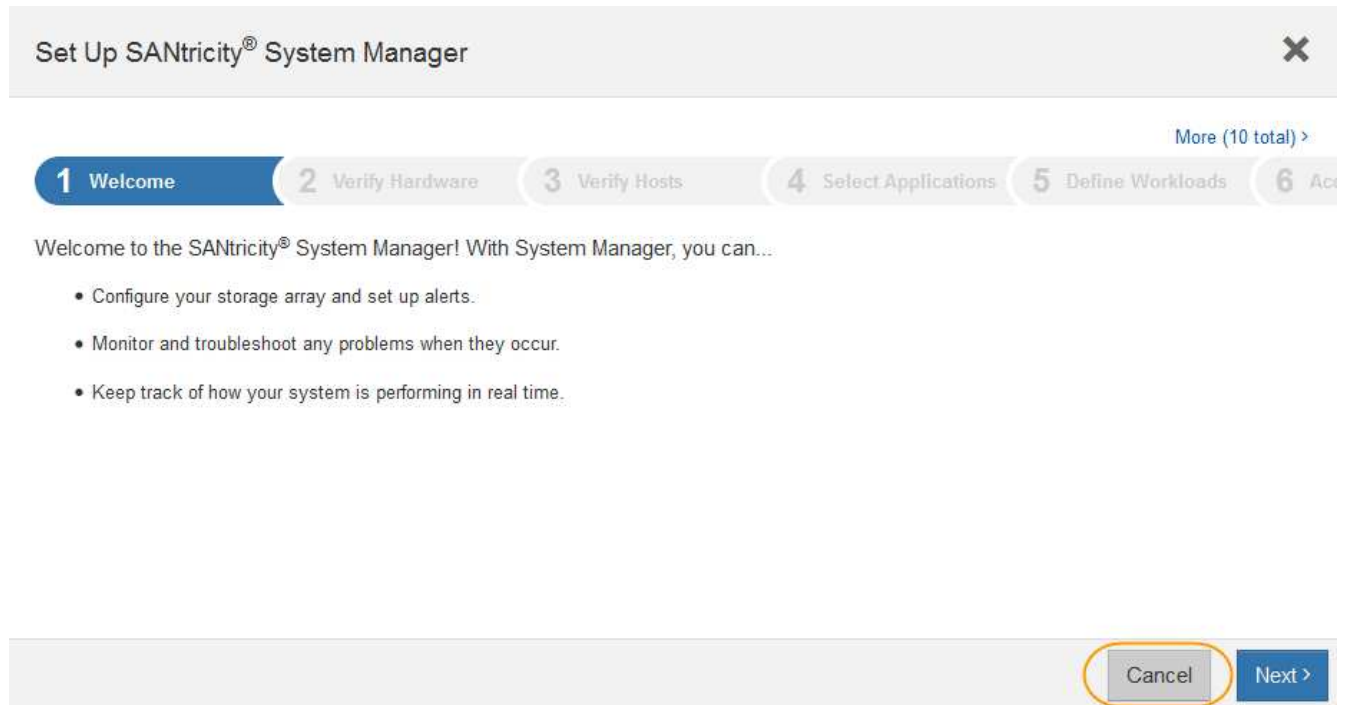 Set Up SANtricity® System Manager
More (10 total) >
1 Welcome
2 Verify Hardware
3 Verify Hosts
4 Select Applications
5 Define Workloads
6 Acc
Welcome to the SANtricity® System Manager! With System Manager, you can...
• Configure your storage array and set up alerts.
• Monitor and troubleshoot any problems when they occur.
• Keep track of how your system is performing in real time.
Cancel
Next >